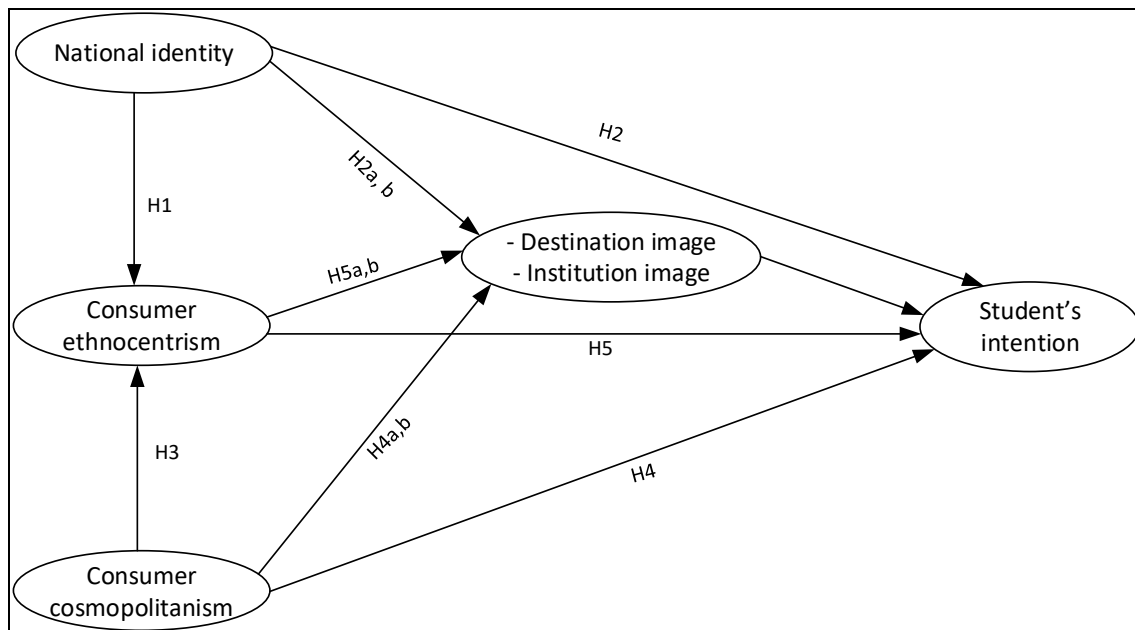 National identity
H2
H2a, b
H1
- Destination image
- Institution image
H5a,b
Consumer
ethnocentrism
Student’s
intention
H5
H4a,b
H3
H4
Consumer
cosmopolitanism